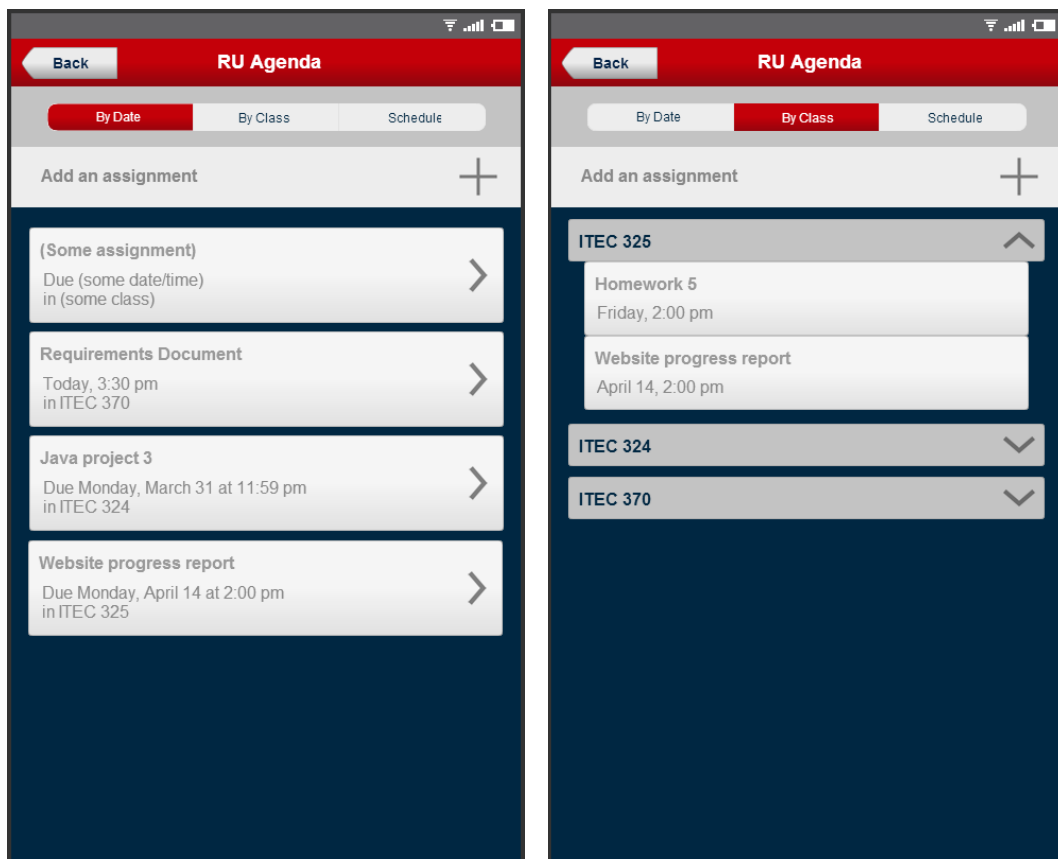 Back
RU Agenda
By Date
By Class
Schedule
Add an assignment
(Some assignment)
Due (some date/time)
in (some class)
Requirements Document
Today, 3:30 pm
in ITEC 370
Java project 3
Due Monday, March 31 at 11:59 pm
in ITEC 324
Website progress report
Due Monday, April 14 at 2:00 pm
in ITEC 325
Back
RU Agenda
By Date
By Class
Schedule
Add an assignment
ITEC 325
Homework 5
Friday, 2:00 pm
Website progress report
April 14, 2:00 pm
ITEC 324
ITEC 370